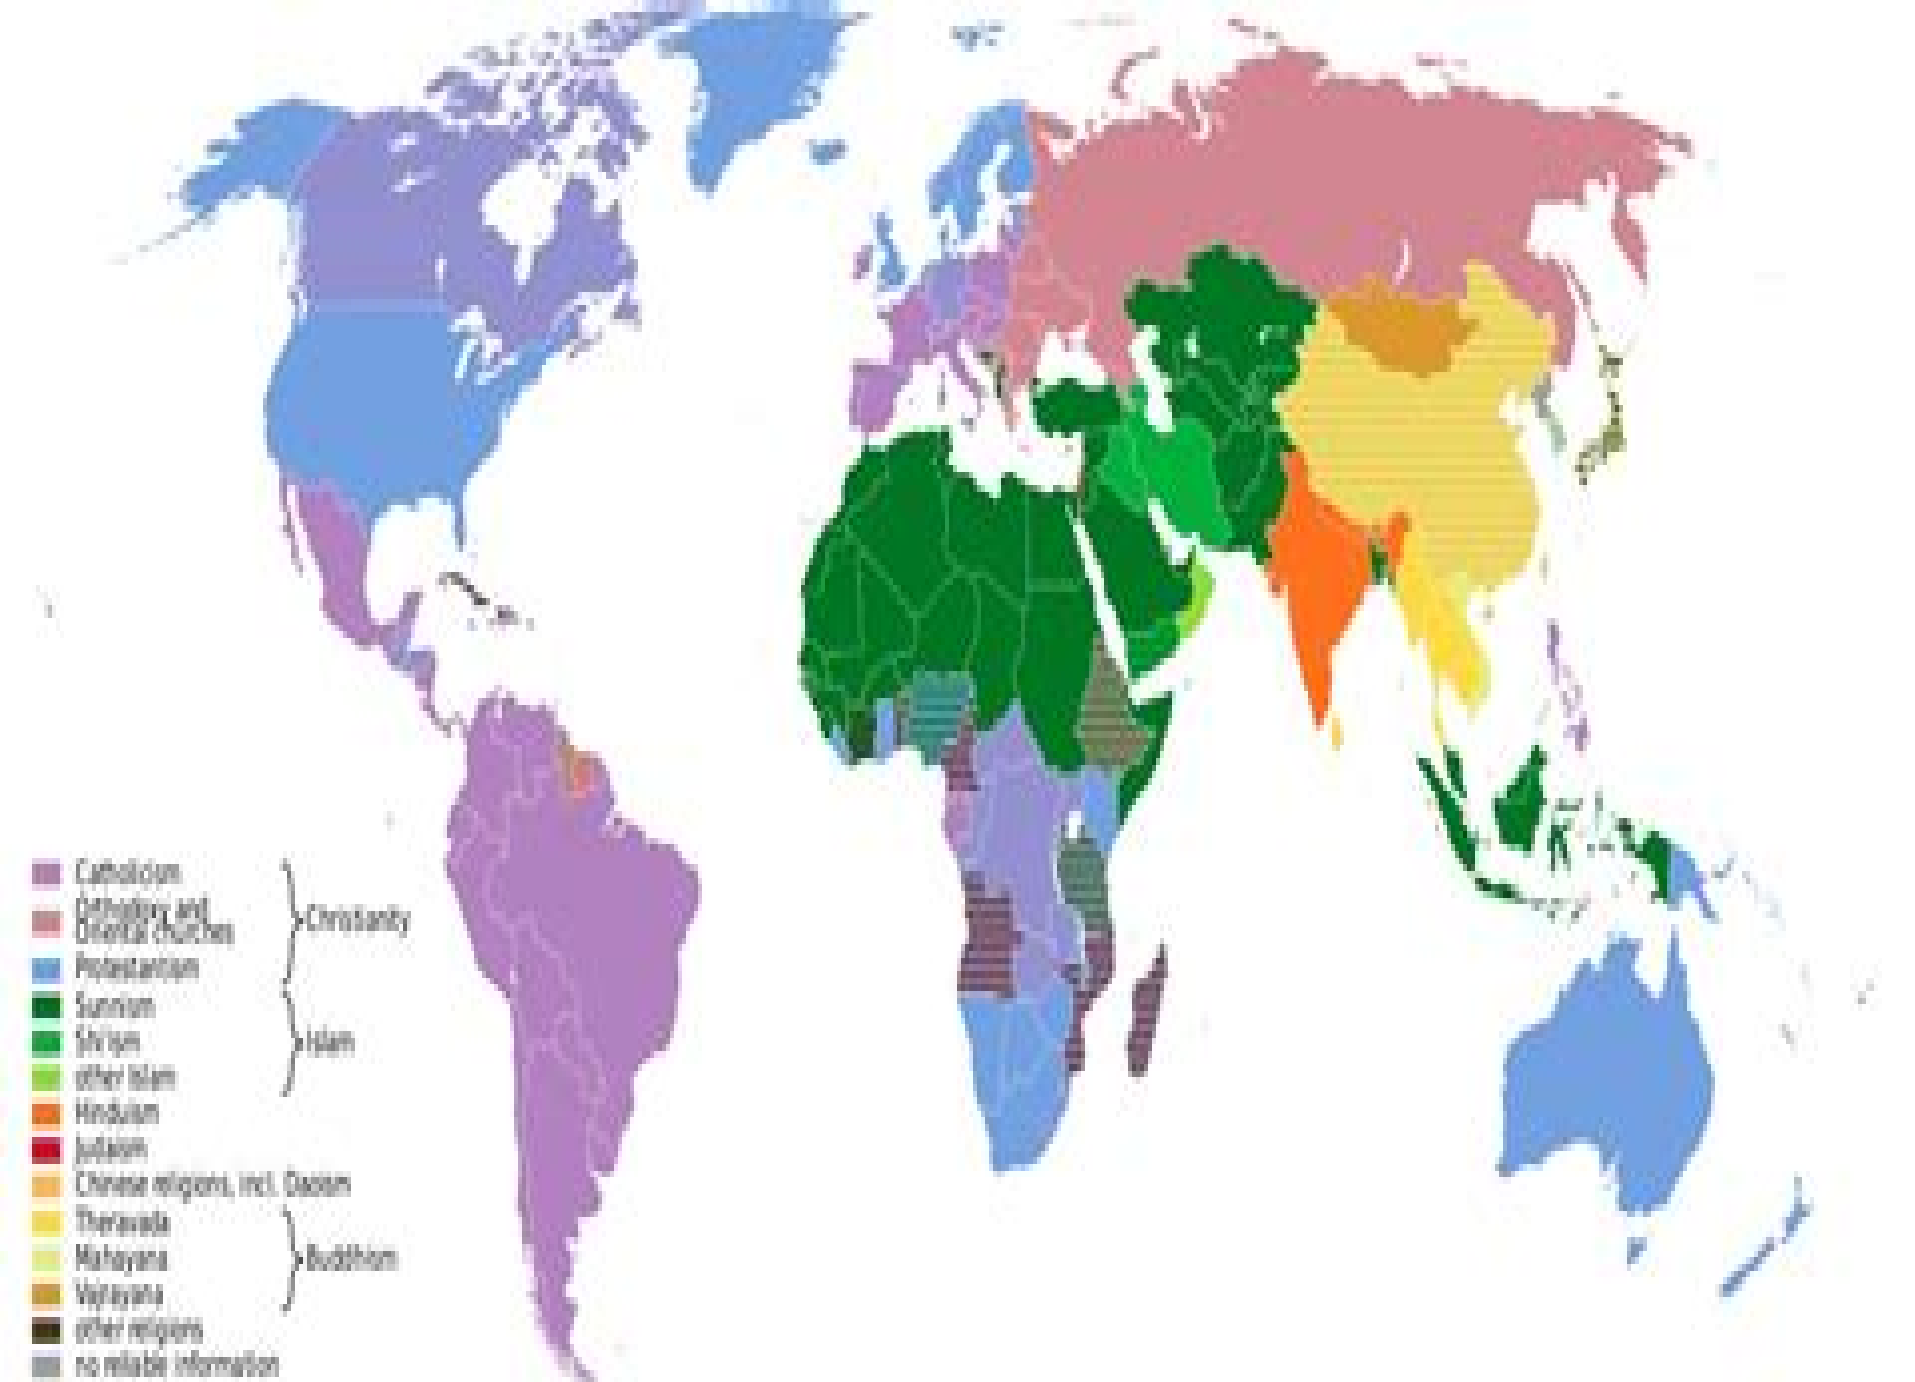 Catholicism
Orthodoxy and
Oriental churches
Christianity
Protestantism
Sunnism
Shi'ism
Islam
other Islam
Hinduism
Judaism
Chinese religions, incl. Daoism
Theravada
Mahayana
Buddhism
Vajrayana
other religions
no reliable information